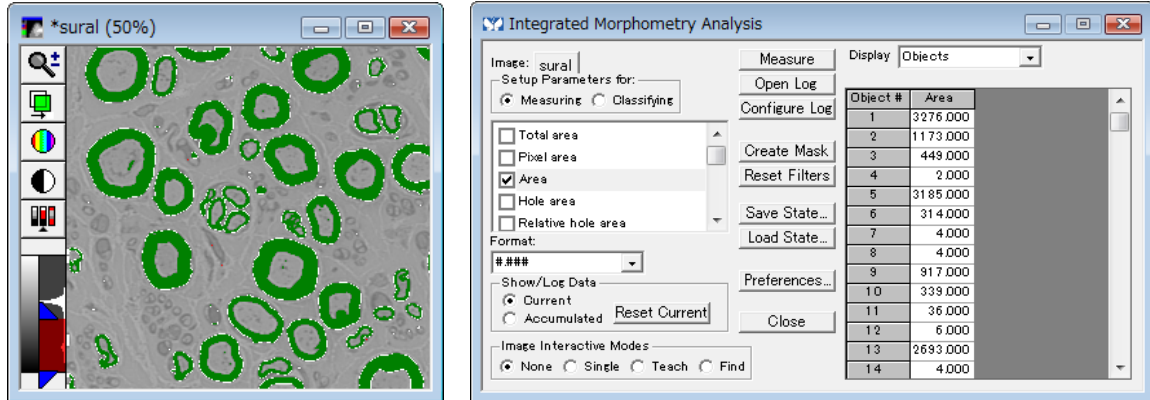 *sural (50%)
Integrated Morphometry Analysis
Image: sural
Setup Parameters for:
Measuring Classifying
Total area
Pixel area
Area
Hole area
Relative hole area
Format:
#.###
Show/Log Data
Current
Accumulated
Reset Current
Image Interactive Modes
None Single Teach Find
Measure
Open Log
Configure Log
Create Mask
Reset Filters
Save State...
Load State...
Preferences...
Close
Display Objects
Object # Area
1 3276.000
2 1173.000
3 449.000
4 2.000
5 3185.000
6 314.000
7 4.000
8 4.000
9 917.000
10 339.000
11 36.000
12 6.000
13 2693.000
14 4.000